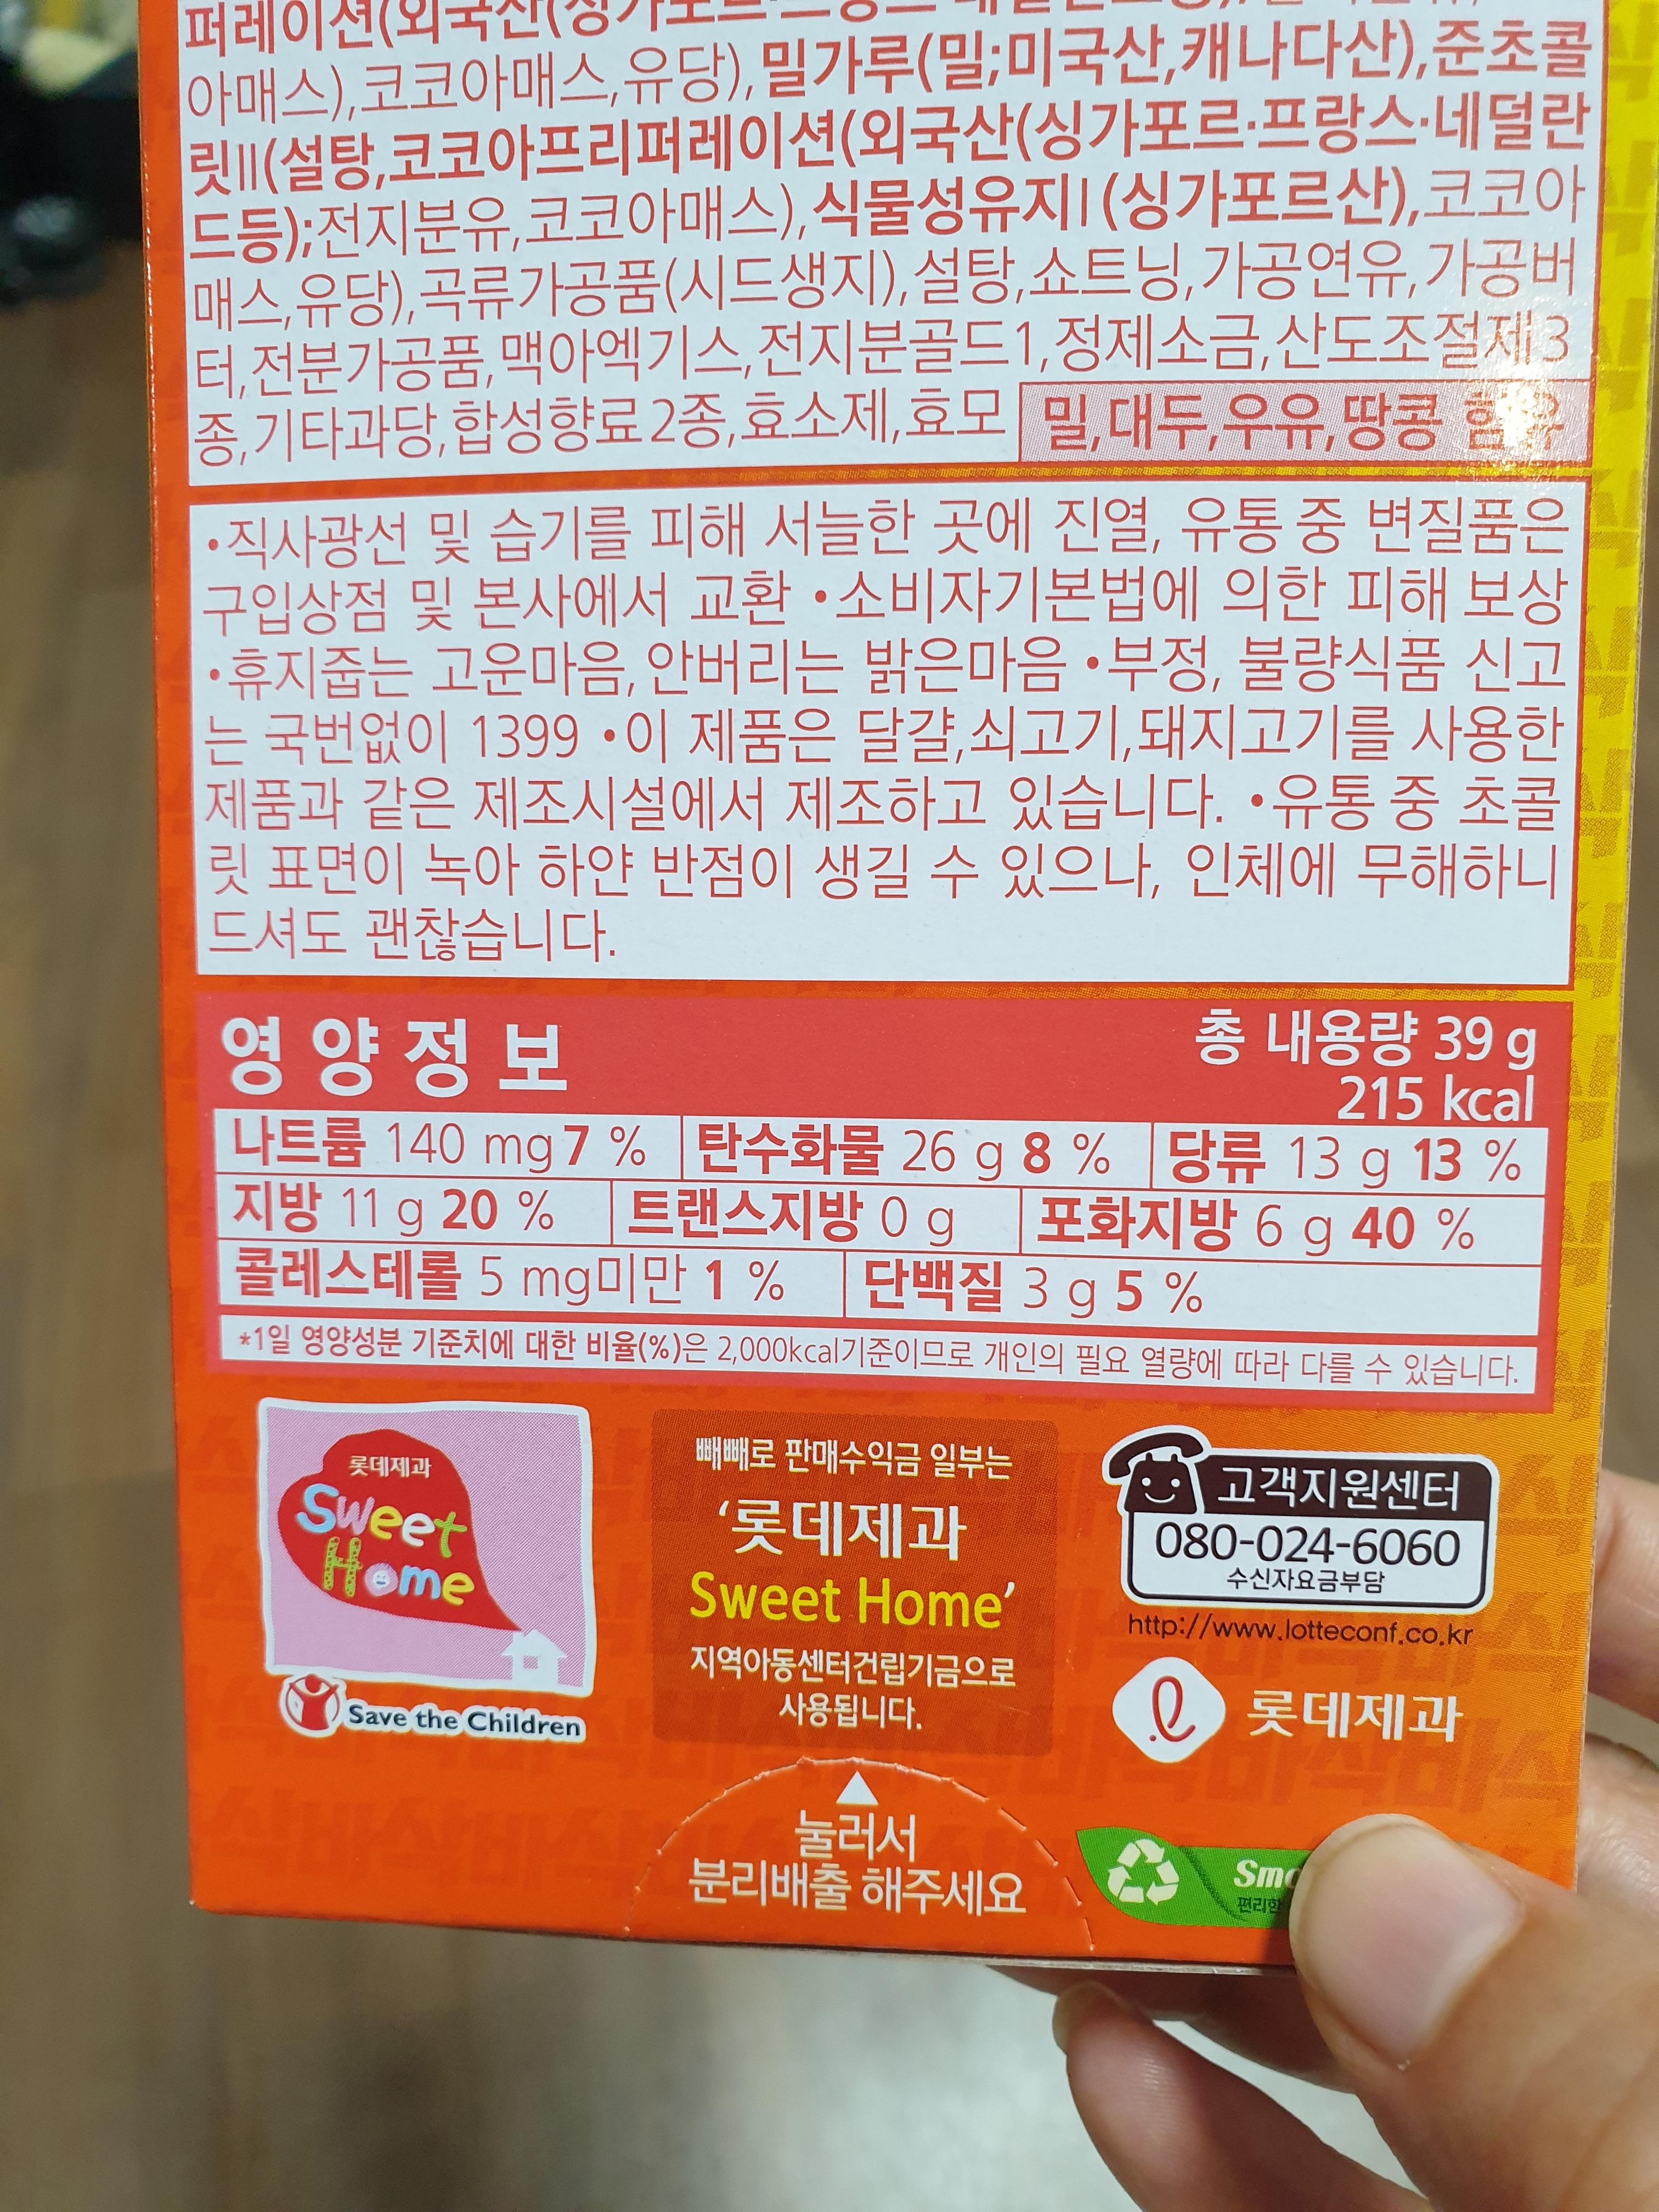 퍼레이션(외국산(싱가포르·프랑스·네덜란드등);
아매스),코코아매스,유당),밀가루(밀;미국산,캐나다산),준초콜
릿II(설탕,코코아프리퍼레이션(외국산(싱가포르·프랑스·네덜란
드등);전지분유,코코아매스),식물성유지I(싱가포르산),코코아
매스,유당),곡류가공품(시드생지),설탕,쇼트닝,가공연유,가공버
터,전분가공품,맥아엑기스,전지분골드1,정제소금,산도조절제3
종,기타과당,합성향료2종,효소제,효모 밀,대두,우유,땅콩 함유
•직사광선 및 습기를 피해 서늘한 곳에 진열, 유통 중 변질품은
구입상점 및 본사에서 교환 •소비자기본법에 의한 피해 보상
•휴지줍는 고운마음,안버리는 밝은마음 •부정, 불량식품 신고
는 국번없이 1399 •이 제품은 달걀,쇠고기,돼지고기를 사용한
제품과 같은 제조시설에서 제조하고 있습니다. •유통 중 초콜
릿 표면이 녹아 하얀 반점이 생길 수 있으나, 인체에 무해하니
드셔도 괜찮습니다.
영양정보
총 내용량 39 g
215 kcal
나트륨 140 mg 7 % 탄수화물 26 g 8 % 당류 13 g 13 %
지방 11 g 20 % 트랜스지방 0 g 포화지방 6 g 40 %
콜레스테롤 5 mg미만 1 % 단백질 3 g 5 %
*1일 영양성분 기준치에 대한 비율(%)은 2,000kcal기준이므로 개인의 필요 열량에 따라 다를 수 있습니다.
롯데제과
Sweet
Home
Save the Children
빼빼로 판매수익금 일부는
'롯데제과
Sweet Home'
지역아동센터건립기금으로
사용됩니다.
고객지원센터
080-024-6060
수신자요금부담
http://www.lotteconf.co.kr
롯데제과
눌러서
분리배출 해주세요